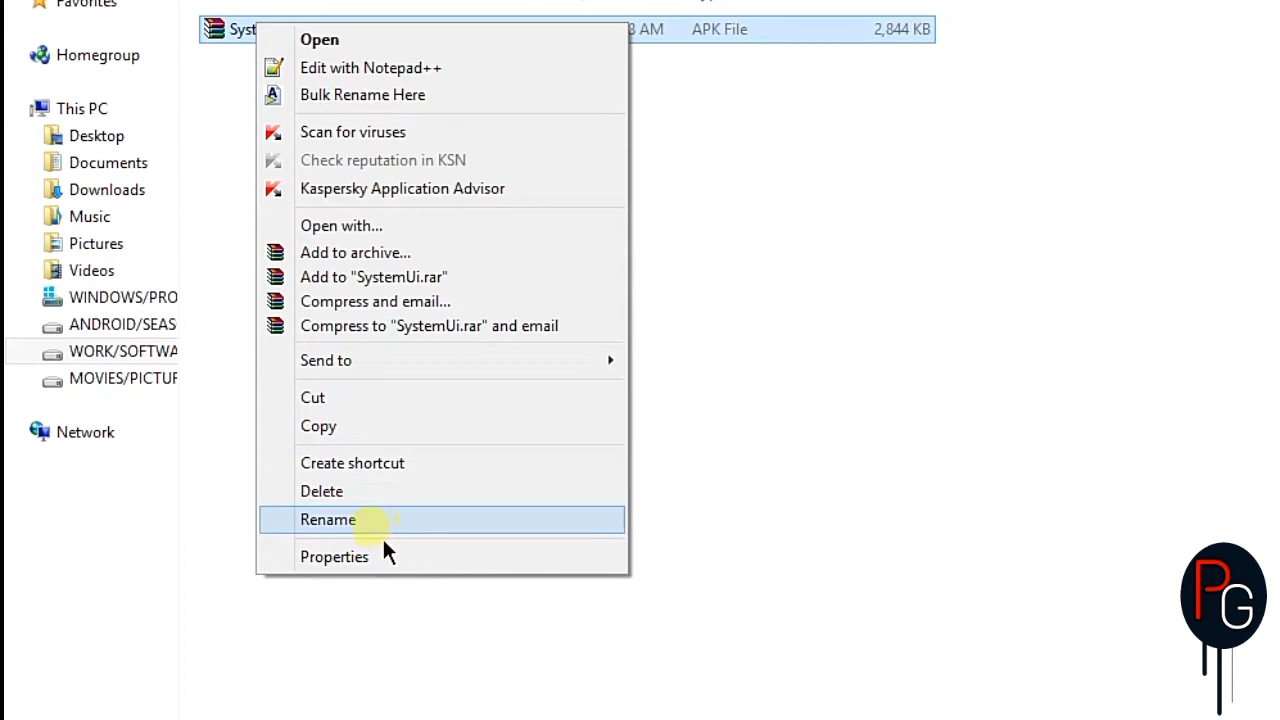 Favorites
Syst
8 AM
APK File
2,844 KB
Open
Homegroup
Edit with Notepad++
Bulk Rename Here
This PC
Desktop
Scan for viruses
Documents
Check reputation in KSN
Downloads
Kaspersky Application Advisor
Music
Open with...
Pictures
Add to archive...
Videos
Add to "SystemUi.rar"
WINDOWS/PRO
Compress and email...
ANDROID/SEAS
Compress to "SystemUi.rar" and email
WORK/SOFTWA
Send to
MOVIES/PICTUR
Cut
Network
Copy
Create shortcut
Delete
Rename
Properties
PG